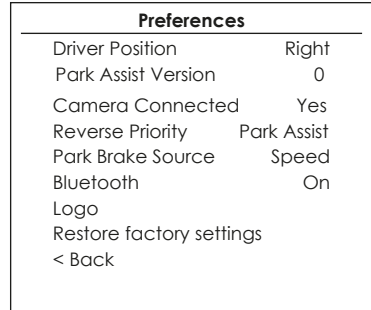 Preferences
Driver Position Right
Park Assist Version 0
Camera Connected Yes
Reverse Priority Park Assist
Park Brake Source Speed
Bluetooth On
Logo
Restore factory settings
< Back